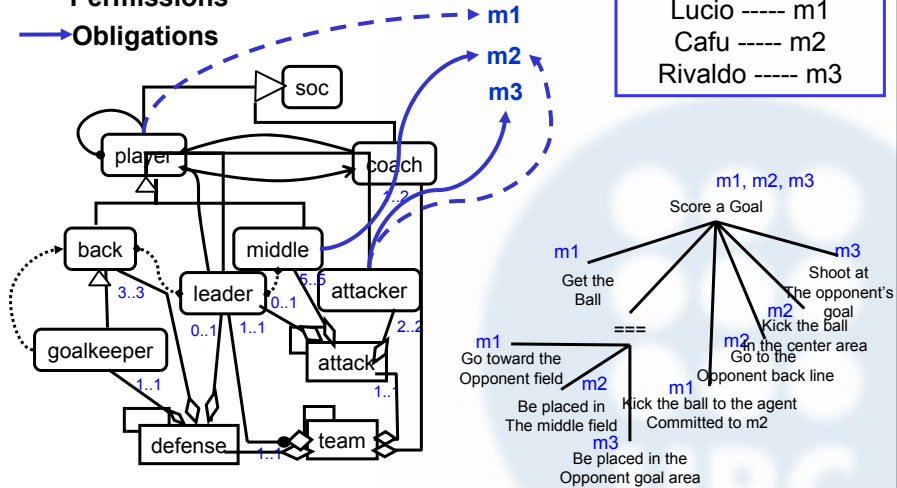 Permissions
Obligations
m1
m2
m3
Lucio ----- m1
Cafu ----- m2
Rivaldo ----- m3
soc
player
coach
1..2
back
middle
leader
attacker
3..3
5..5
0..1
0..1
1..1
2..2
goalkeeper
1..1
attack
1..1
defense
1..1
team
m1, m2, m3
Score a Goal
m1
Get the
Ball
===
m1
Go toward the
Opponent field
m2
Be placed in
The middle field
m3
Be placed in the
Opponent goal area
m1
Kick the ball to the agent
Committed to m2
m2
Go to the
Opponent back line
m2
Kick the ball
In the center area
m3
Shoot at
The opponent's
goal